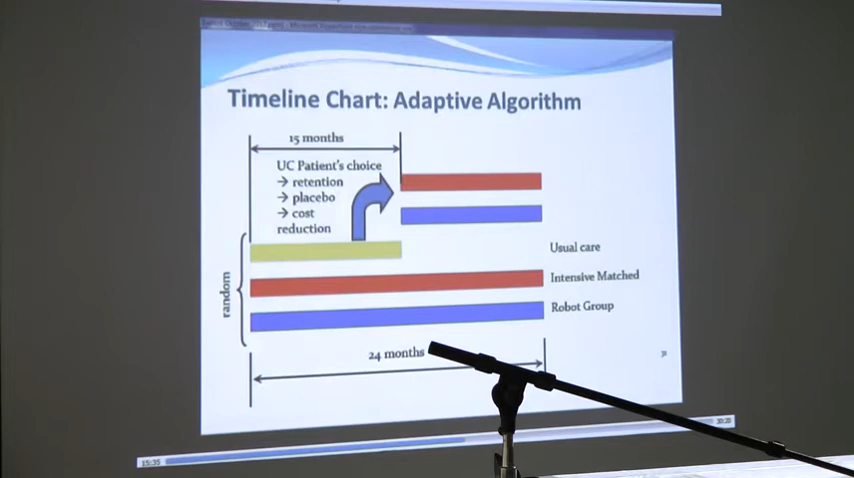 Timeline Chart: Adaptive Algorithm
15 months
UC Patient's choice
→ retention
→ placebo
→ cost
reduction
random
Usual care
Intensive Matched
Robot Group
24 months
31
15:35
30:20